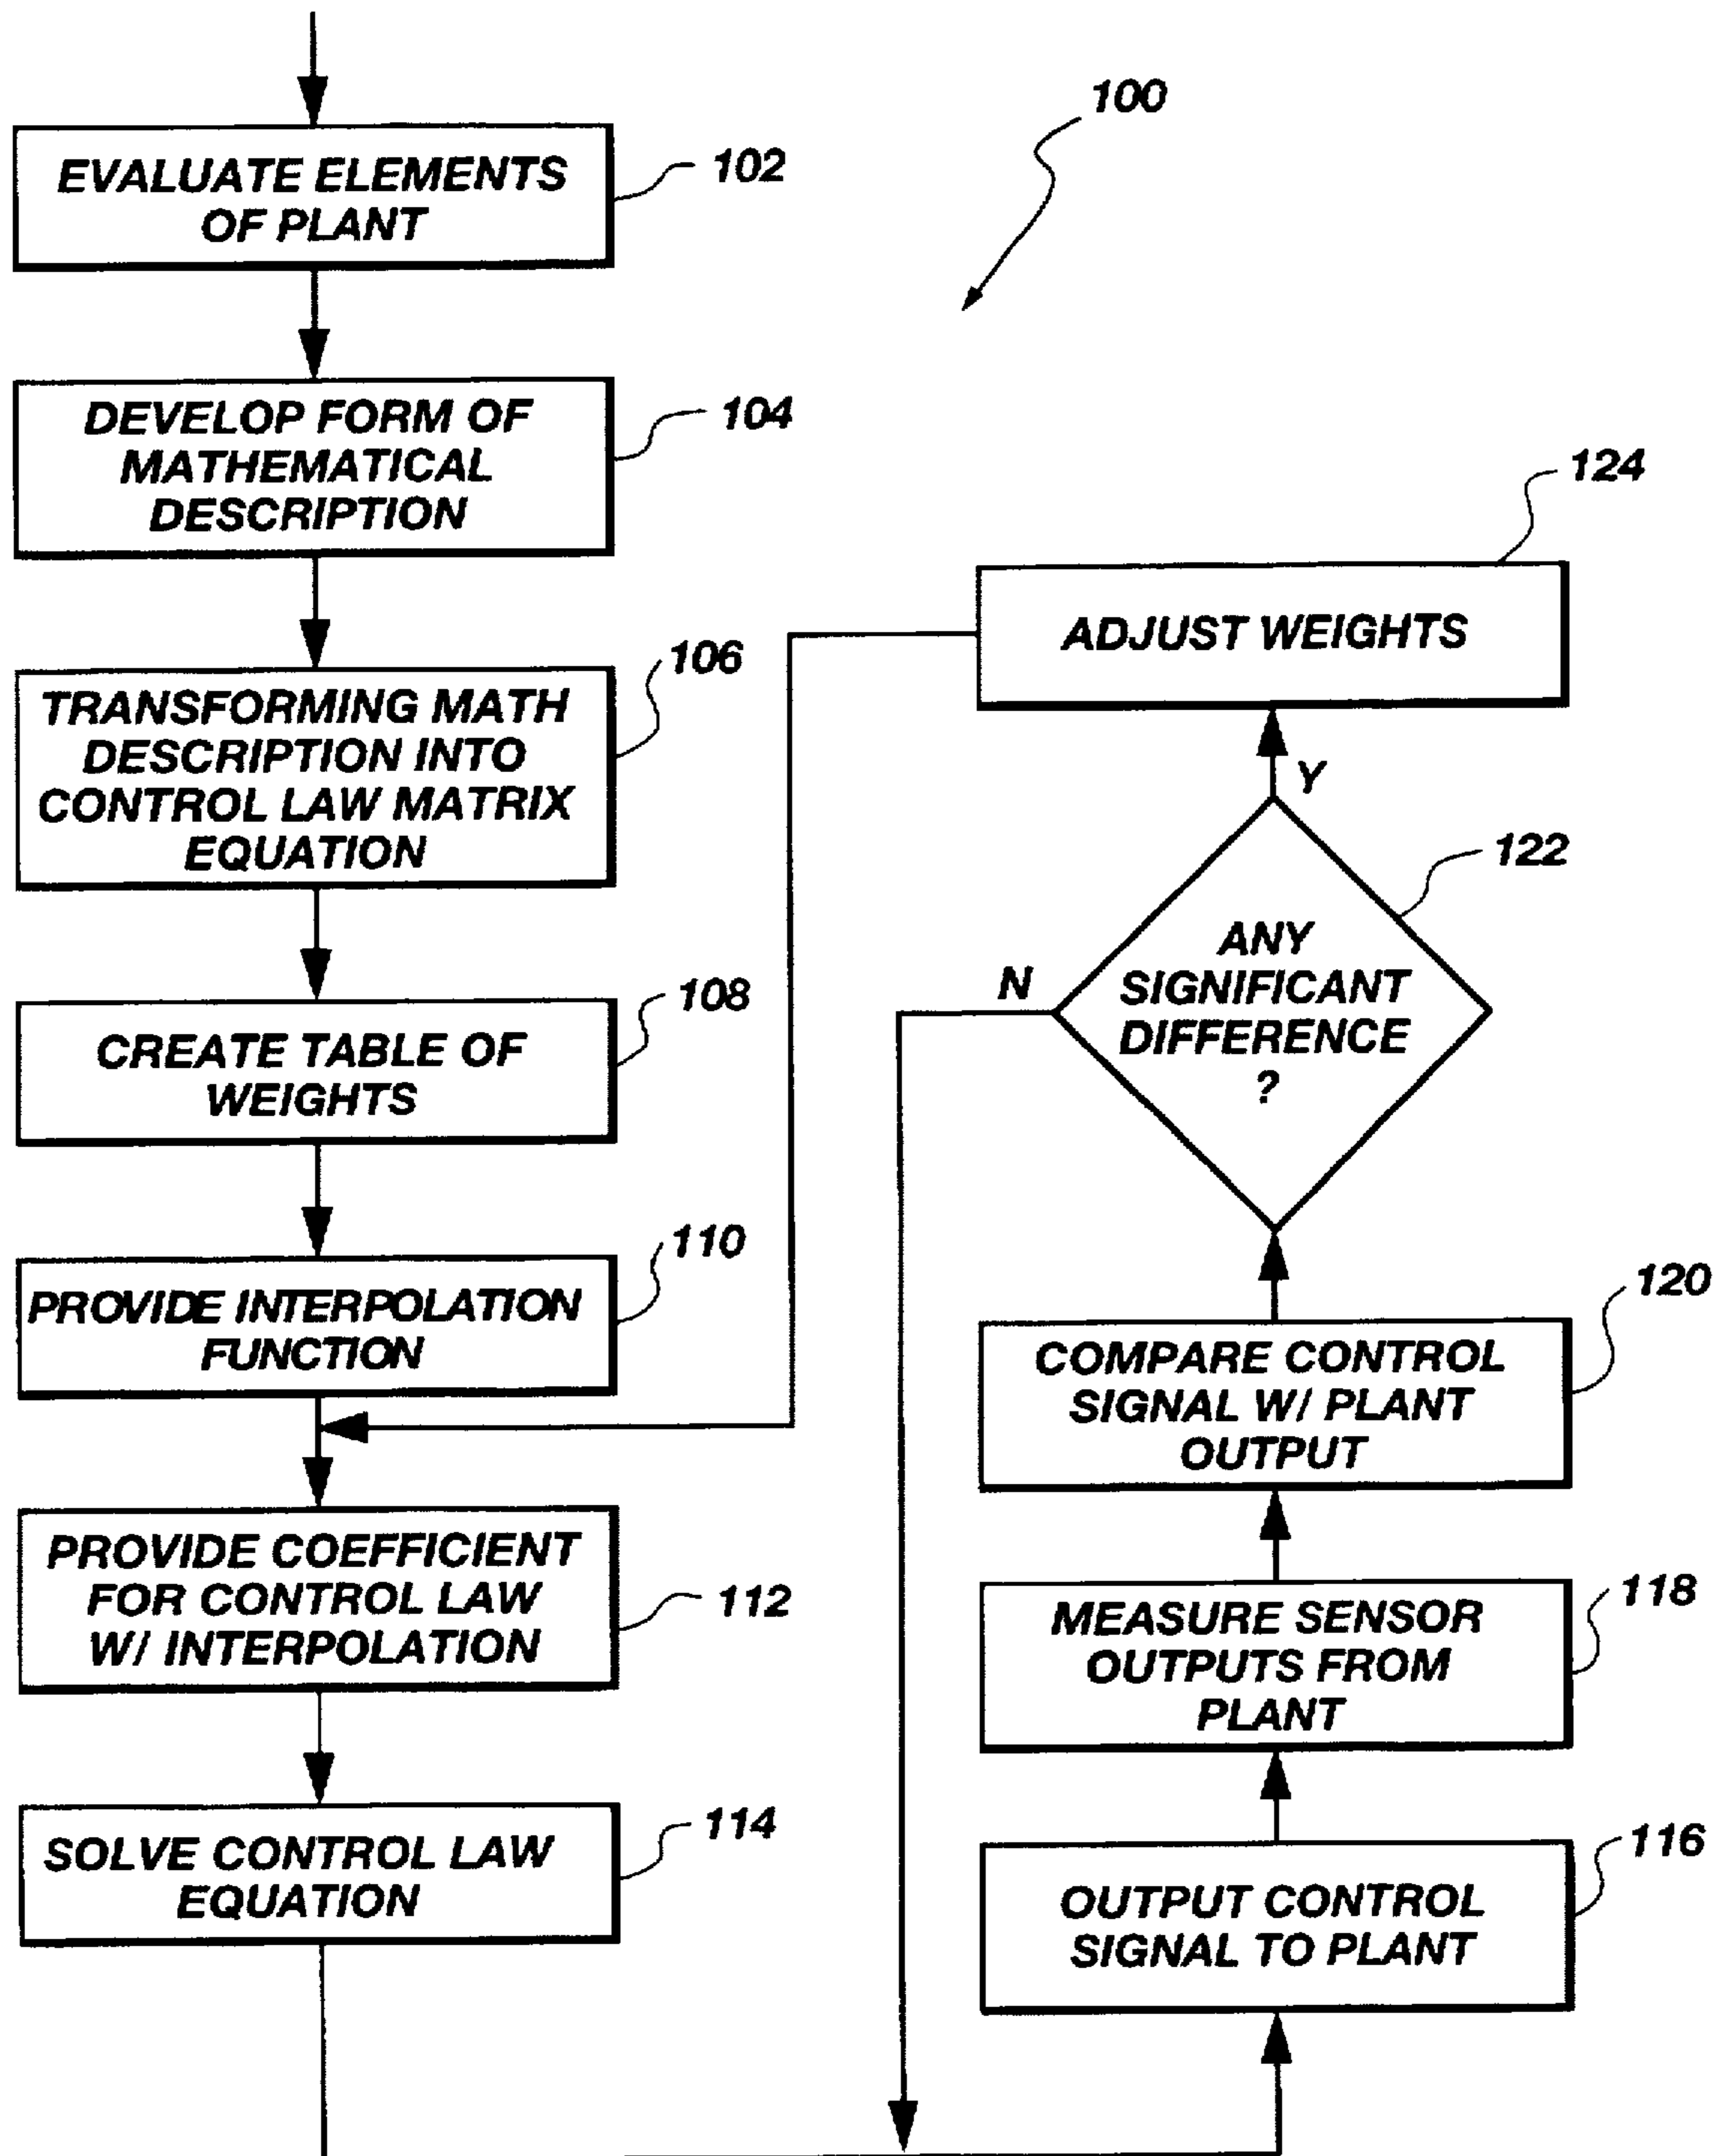 100
EVALUATE ELEMENTS
OF PLANT
102
DEVELOP FORM OF
MATHEMATICAL
DESCRIPTION
104
TRANSFORMING MATH
DESCRIPTION INTO
CONTROL LAW MATRIX
EQUATION
106
CREATE TABLE OF
WEIGHTS
108
PROVIDE INTERPOLATION
FUNCTION
110
PROVIDE COEFFICIENT
FOR CONTROL LAW
W/ INTERPOLATION
112
SOLVE CONTROL LAW
EQUATION
114
OUTPUT CONTROL
SIGNAL TO PLANT
116
MEASURE SENSOR
OUTPUTS FROM
PLANT
118
COMPARE CONTROL
SIGNAL W/ PLANT
OUTPUT
120
ANY
SIGNIFICANT
DIFFERENCE
?
122
N
Y
ADJUST WEIGHTS
124